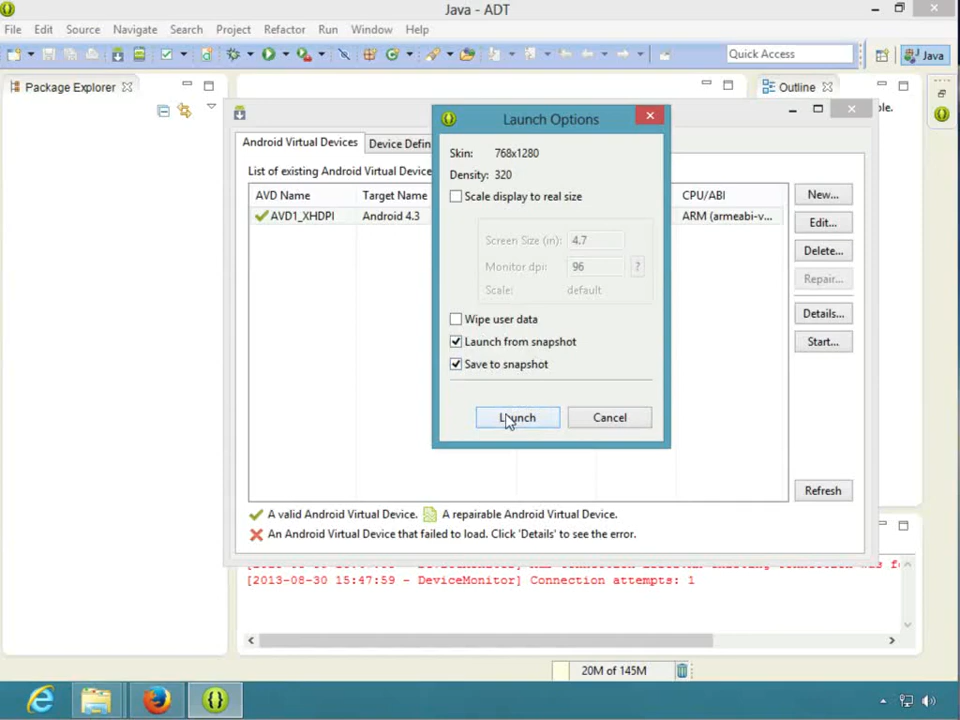 Java - ADT
File Edit Source Navigate Search Project Refactor Run Window Help
Quick Access
Java
Package Explorer
Outline
Launch Options
Android Virtual Devices
Device Defin
List of existing Android Virtual Device
AVD Name Target Name CPU/ABI
AVD1_XHDPI Android 4.3 ARM (armeabi-v...
Skin: 768x1280
Density: 320
Scale display to real size
Screen Size (in): 4.7
Monitor dpi: 96 ?
Scale: default
Wipe user data
Launch from snapshot
Save to snapshot
Launch Cancel
New...
Edit...
Delete...
Repair...
Details...
Start...
Refresh
A valid Android Virtual Device. A repairable Android Virtual Device.
An Android Virtual Device that failed to load. Click 'Details' to see the error.
[2013-08-30 15:47:59 - DeviceMonitor] Connection attempts: 1
20M of 145M